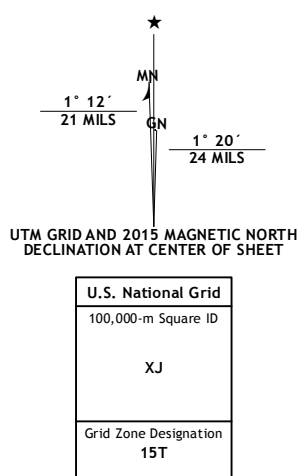 MN
1° 12´
21 MILS
GN
1° 20´
24 MILS
UTM GRID AND 2015 MAGNETIC NORTH
DECLINATION AT CENTER OF SHEET
U.S. National Grid
100,000-m Square ID
XJ
Grid Zone Designation
15T